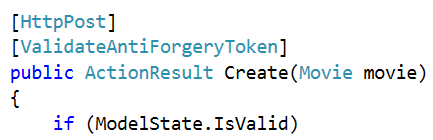 [HttpPost]
[ValidateAntiForgeryToken]
public ActionResult Create(Movie movie)
{
    if (ModelState.IsValid)